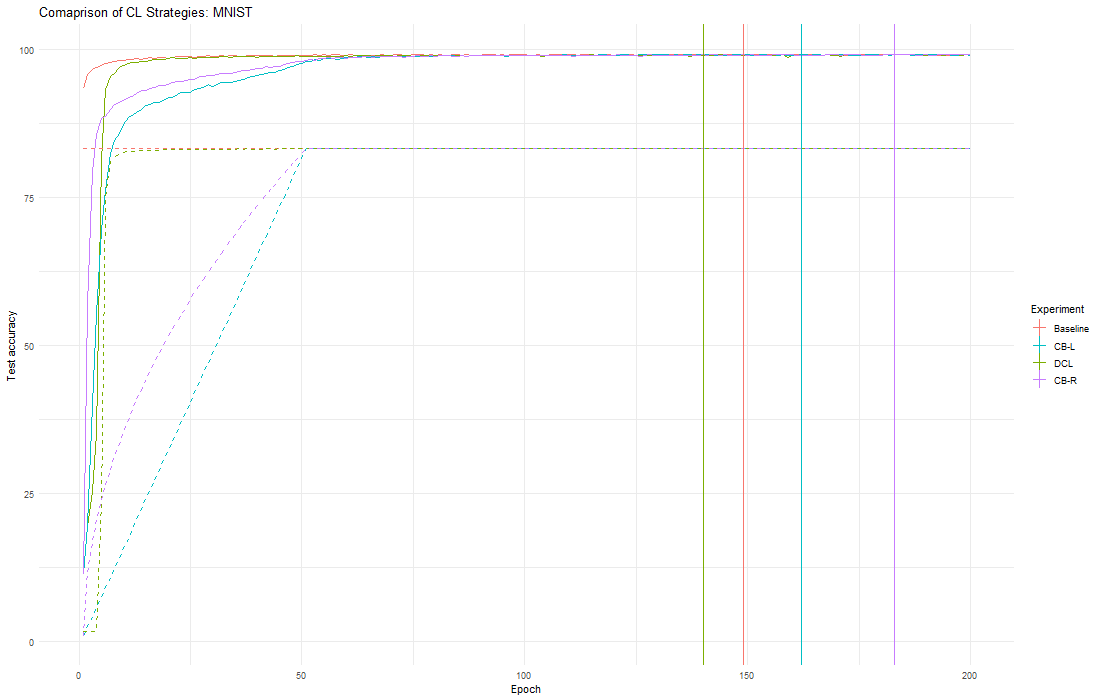 Comaprison of CL Strategies: MNIST
100
75
50
25
0
Test accuracy
0
50
100
150
200
Epoch
Experiment
Baseline
CB-L
DCL
CB-R